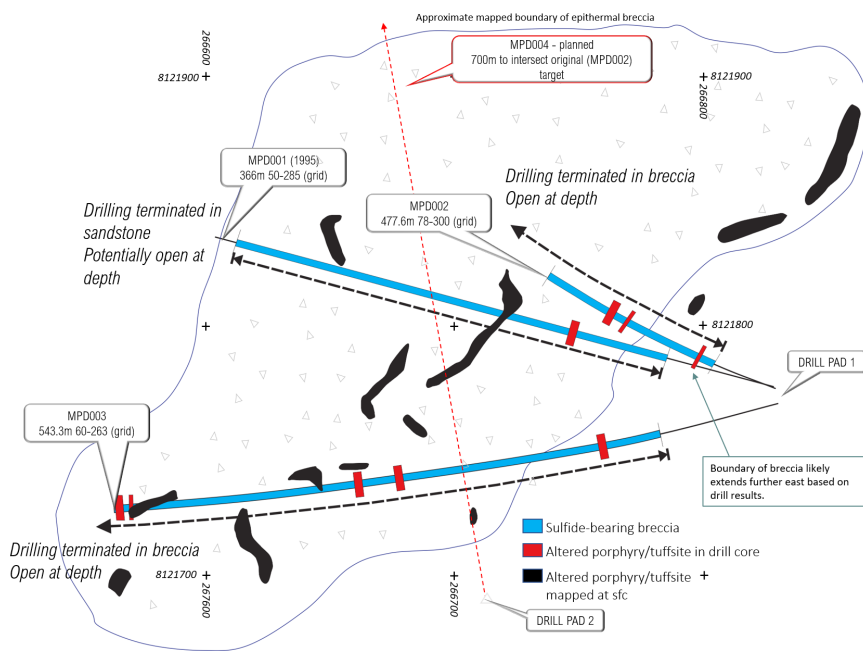 Approximate mapped boundary of epithermal breccia
266600
8121900
MPD004 - planned
700m to intersect original (MPD002)
target
8121900
266800
MPD001 (1995)
366m 50-285 (grid)
Drilling terminated in breccia
Open at depth
MPD002
477.6m 78-300 (grid)
Drilling terminated in
sandstone
Potentially open at
depth
8121800
DRILL PAD 1
MPD003
543.3m 60-263 (grid)
Boundary of breccia likely
extends further east based on
drill results.
Sulfide-bearing breccia
Altered porphyry/tuffsite in drill core
Altered porphyry/tuffsite
mapped at sfc
Drilling terminated in breccia
Open at depth
8121700
267600
266700
DRILL PAD 2